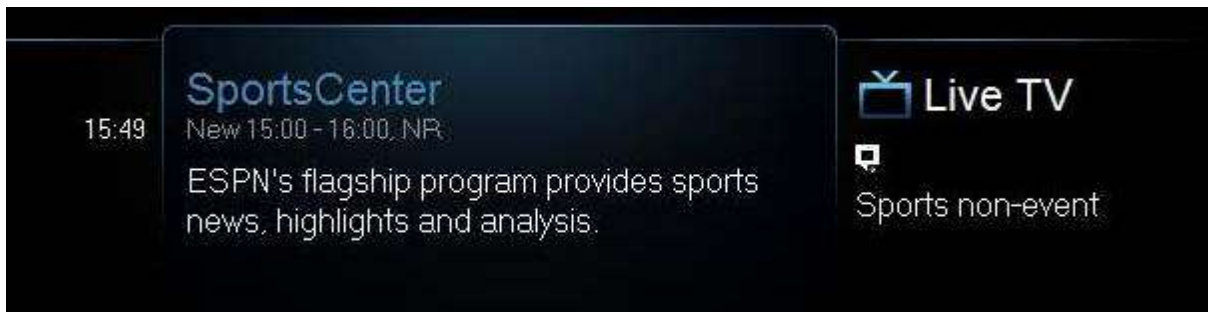 15:49
SportsCenter
New 15:00 - 16:00, NR
ESPN's flagship program provides sports
news, highlights and analysis.
Live TV
Sports non-event